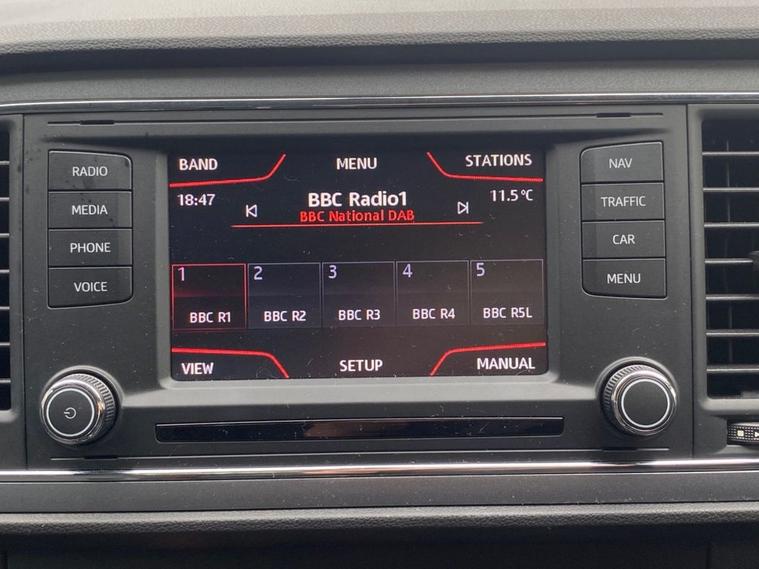 RADIO
MEDIA
PHONE
VOICE
BAND
MENU
STATIONS
18:47
BBC Radio1
BBC National DAB
11.5°C
1
2
3
4
5
BBC R1
BBC R2
BBC R3
BBC R4
BBC R5L
VIEW
SETUP
MANUAL
NAV
TRAFFIC
CAR
MENU